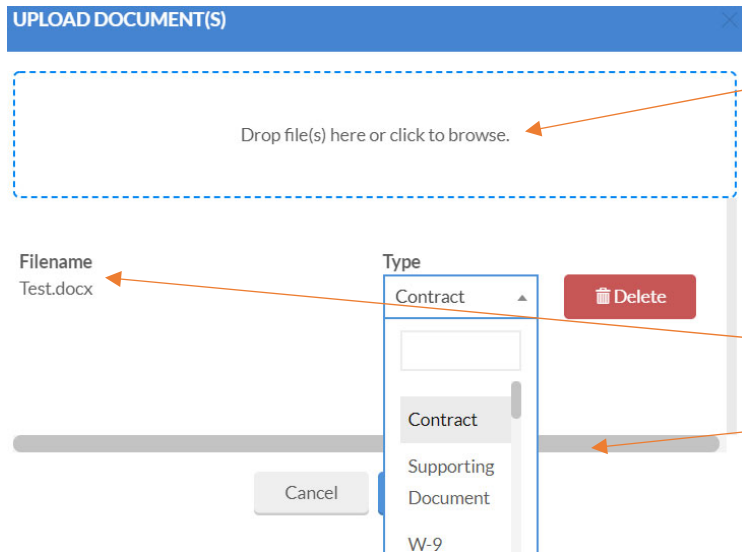 UPLOAD DOCUMENT(S)
Drop file(s) here or click to browse.
Filename
Type
Test.docx
Contract
Delete
Contract
Supporting
Document
Cancel
W-9